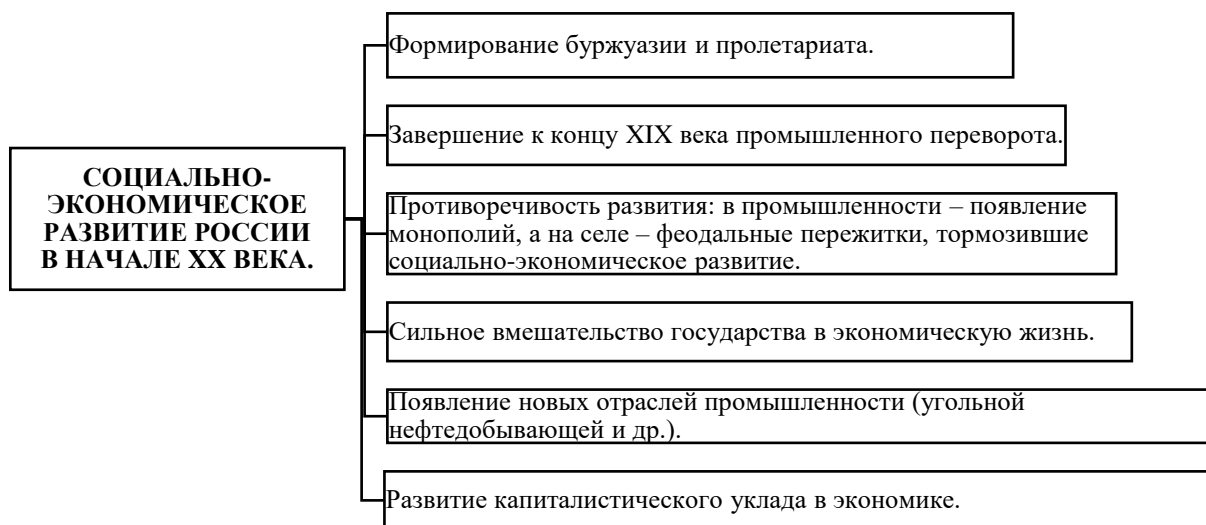 СОЦИАЛЬНО-
ЭКОНОМИЧЕСКОЕ
РАЗВИТИЕ РОССИИ
В НАЧАЛЕ XX ВЕКА.
Формирование буржуазии и пролетариата.
Завершение к концу XIX века промышленного переворота.
Противоречивость развития: в промышленности – появление
монополий, а на селе – феодальные пережитки, тормозившие
социально-экономическое развитие.
Сильное вмешательство государства в экономическую жизнь.
Появление новых отраслей промышленности (угольной
нефтедобывающей и др.).
Развитие капиталистического уклада в экономике.